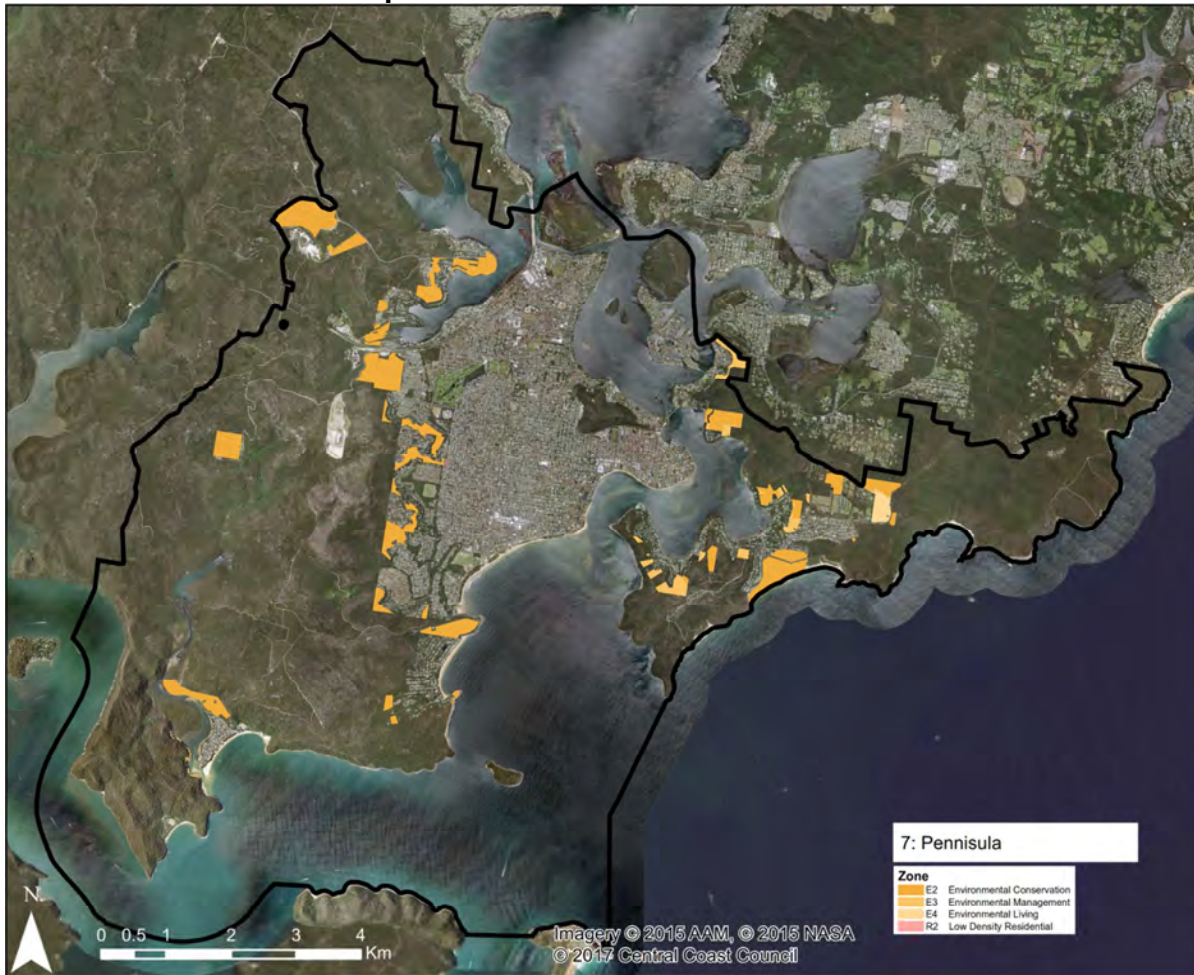 7: Pennisula
Zone
E2 Environmental Conservation
E3 Environmental Management
E4 Environmental Living
R2 Low Density Residential
N
0 0.5 1 2 3 4
Km
Imagery © 2015 AAM, © 2015 NASA
© 2017 Central Coast Council